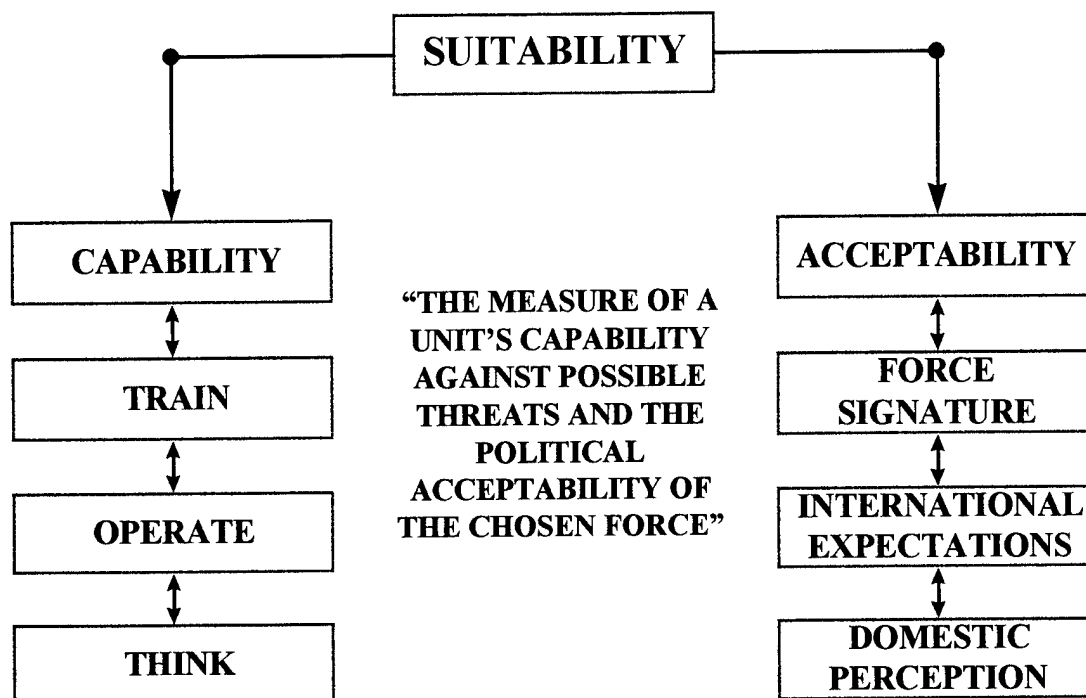 SUITABILITY
CAPABILITY
TRAIN
OPERATE
THINK
“THE MEASURE OF A
UNIT’S CAPABILITY
AGAINST POSSIBLE
THREATS AND THE
POLITICAL
ACCEPTABILITY OF
THE CHOSEN FORCE”
ACCEPTABILITY
FORCE
SIGNATURE
INTERNATIONAL
EXPECTATIONS
DOMESTIC
PERCEPTION